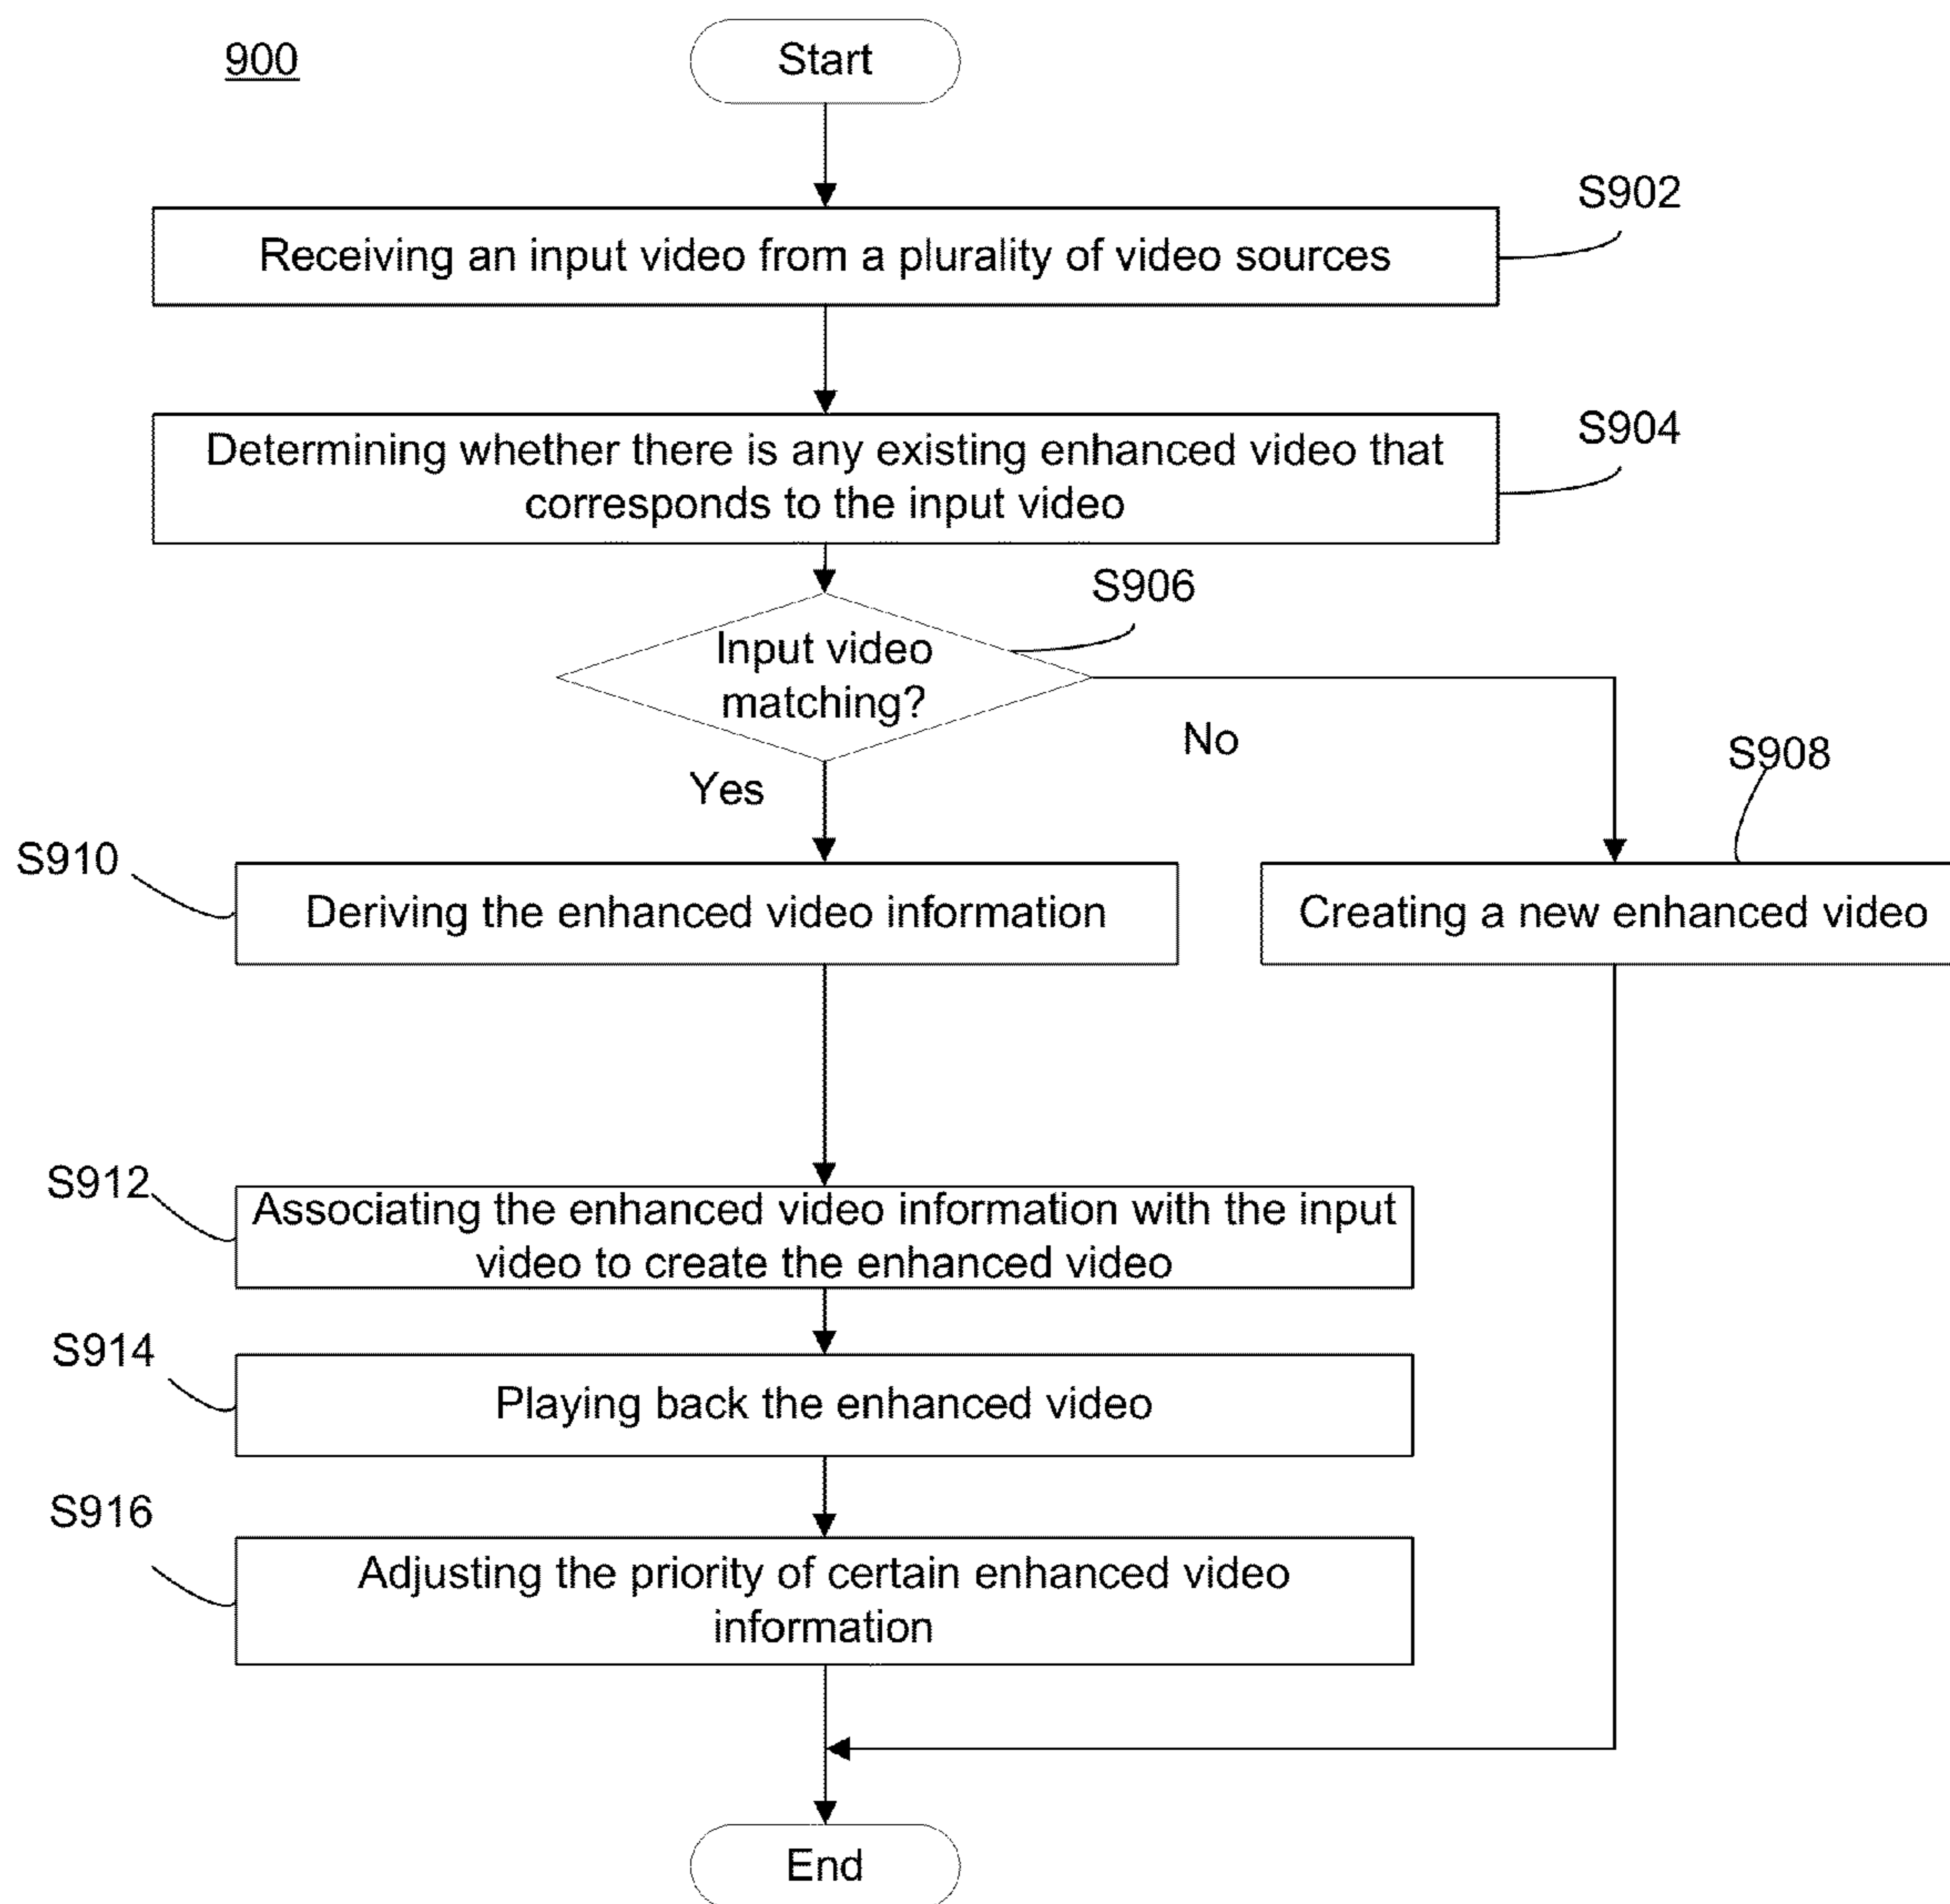 900
Start
S902
Receiving an input video from a plurality of video sources
S904
Determining whether there is any existing enhanced video that
corresponds to the input video
S906
Input video
matching?
No
Yes
S908
S910
Deriving the enhanced video information
Creating a new enhanced video
S912
Associating the enhanced video information with the input
video to create the enhanced video
S914
Playing back the enhanced video
S916
Adjusting the priority of certain enhanced video
information
End